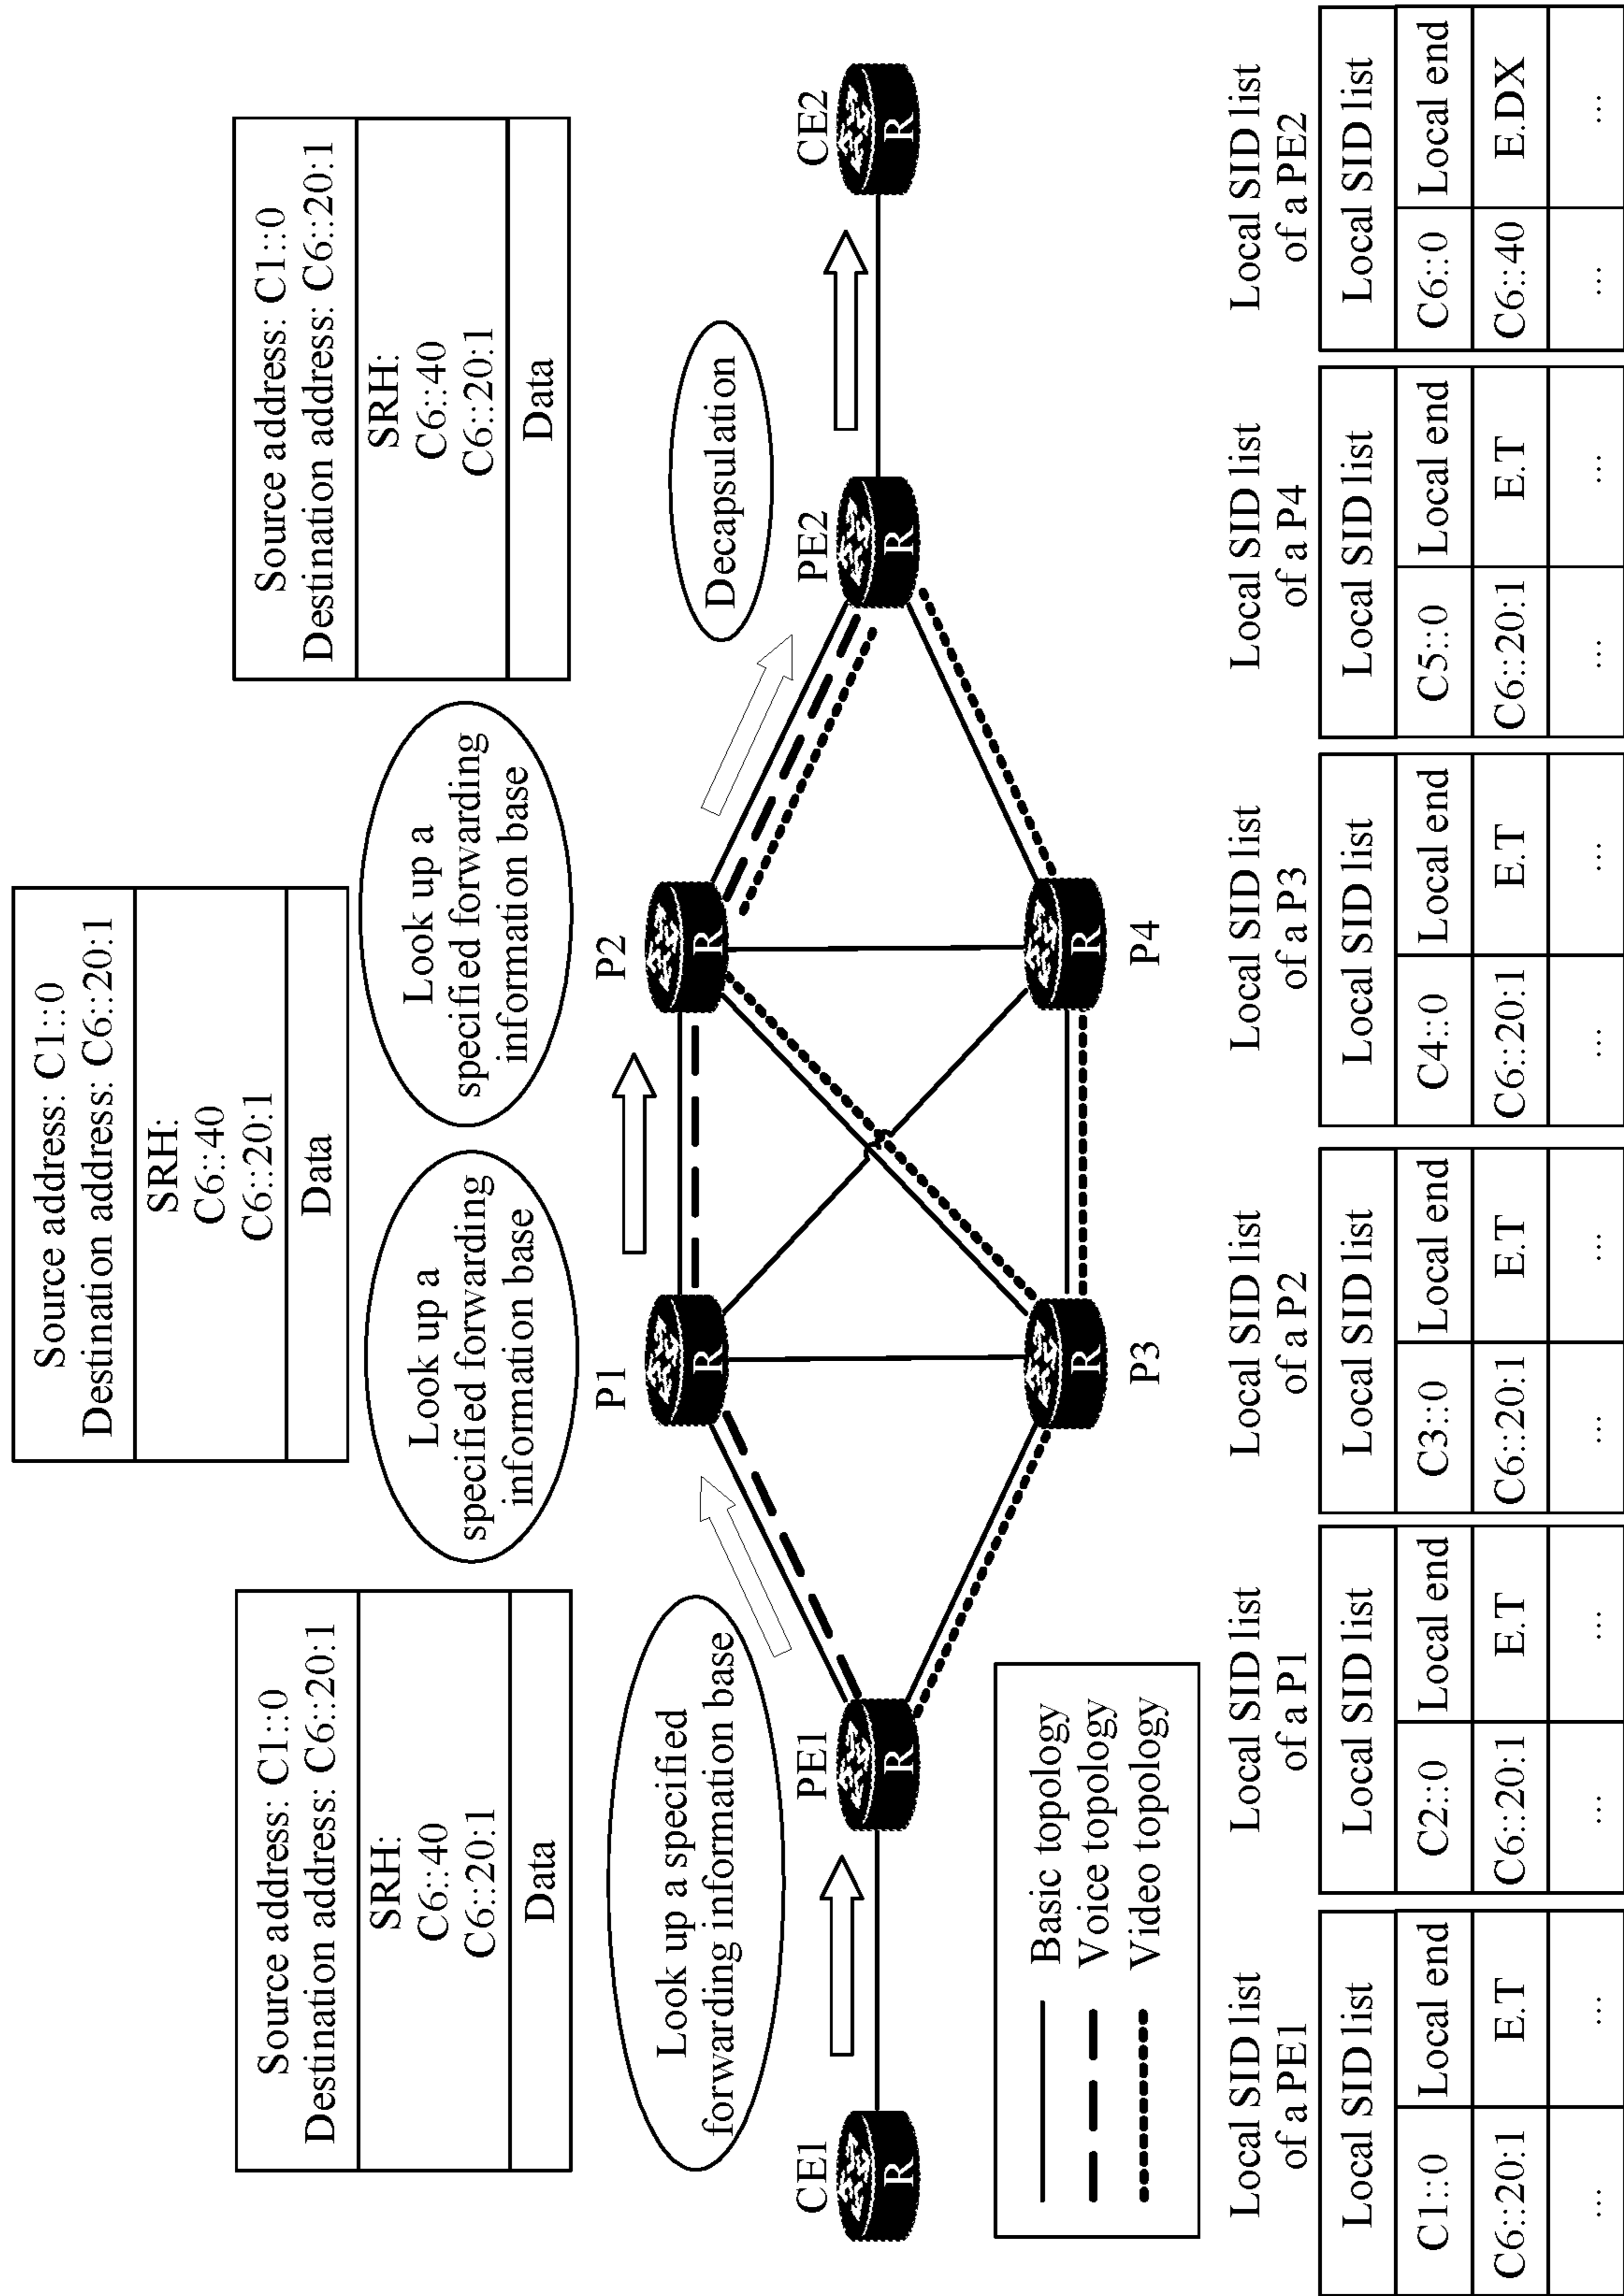 Source address: C1::0
Destination address: C6::20:1
SRH:
C6::40
C6::20:1
Data
Source address: C1::0
Destination address: C6::20:1
SRH:
C6::40
C6::20:1
Data
Source address: C1::0
Destination address: C6::20:1
SRH:
C6::40
C6::20:1
Data
Look up a specified
forwarding information base
Look up a
specified forwarding
information base
Look up a
specified forwarding
information base
Decapsulation
CE1
R
PE1
R
P1
R
P2
R
PE2
R
CE2
R
P3
R
P4
R
Basic topology
Voice topology
Video topology
Local SID list
of a PE1
Local SID list
C1::0 Local end
C6::20:1 E.T
... ...
Local SID list
of a P1
Local SID list
C2::0 Local end
C6::20:1 E.T
... ...
Local SID list
of a P2
Local SID list
C3::0 Local end
C6::20:1 E.T
... ...
Local SID list
of a P3
Local SID list
C4::0 Local end
C6::20:1 E.T
... ...
Local SID list
of a P4
Local SID list
C5::0 Local end
C6::20:1 E.T
... ...
Local SID list
of a PE2
Local SID list
C6::0 Local end
C6::40 E.DX
... ...